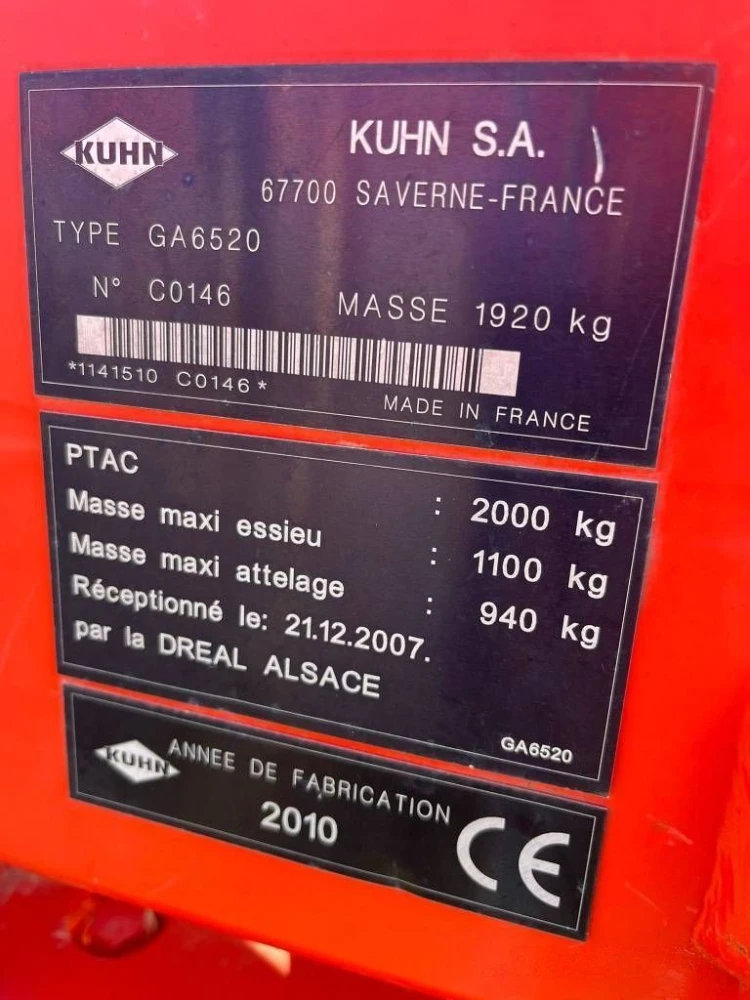 KUHN
KUHN S.A.
67700 SAVERNE-FRANCE
TYPE GA6520
N° C0146
MASSE 1920 kg
*1141510 C0146*
MADE IN FRANCE
PTAC : 2000 kg
Masse maxi essieu : 1100 kg
Masse maxi attelage : 940 kg
Réceptionné le: 21.12.2007.
par la DREAL ALSACE
GA6520
KUHN
ANNEE DE FABRICATION
2010
CE